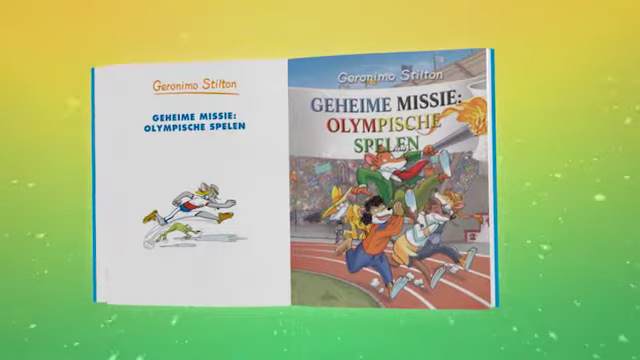 Geronimo Stilton
GEHEIME MISSIE:
OLYMPISCHE SPELEN
Geronimo Stilton
GEHEIME MISSIE:
OLYMPISCHE
SPELEN